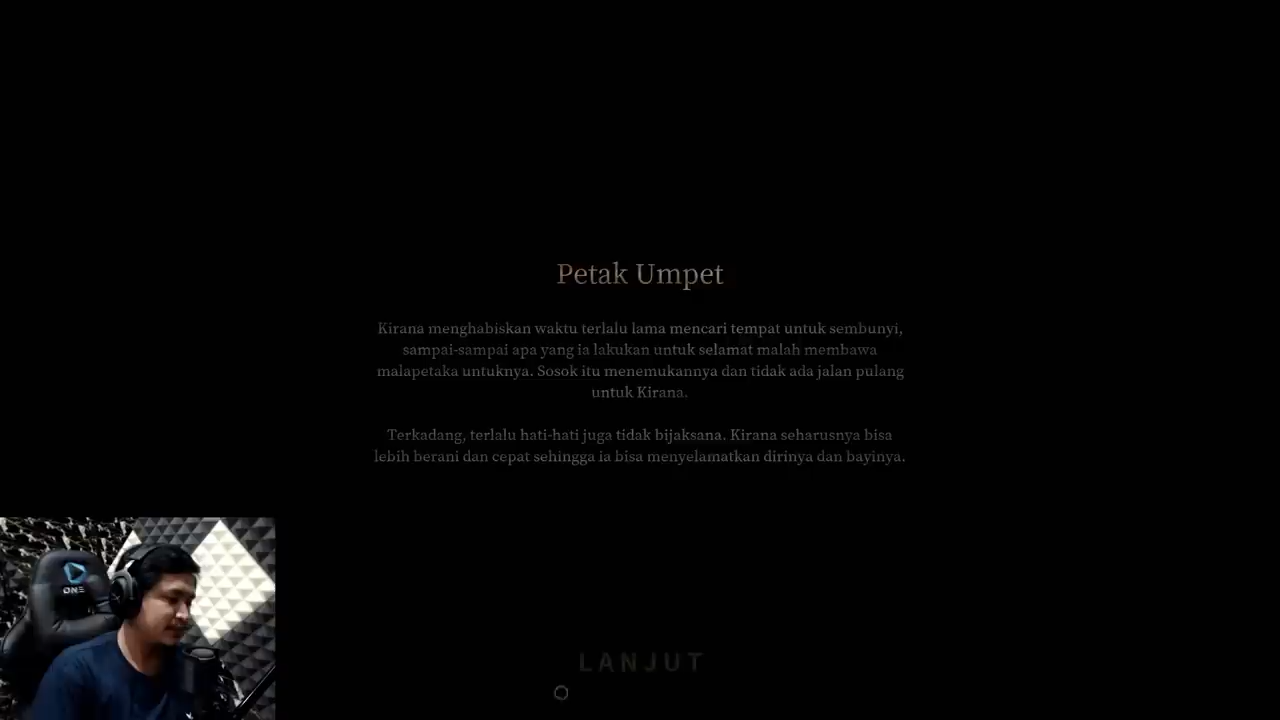 Petak Umpet
Kirana menghabiskan waktu terlalu lama mencari tempat untuk sembunyi,
sampai-sampai apa yang ia lakukan untuk selamat malah membawa
malapetaka untuknya. Sosok itu menemukannya dan tidak ada jalan pulang
untuk Kirana.
Terkadang, terlalu hati-hati juga tidak bijaksana. Kirana seharusnya bisa
lebih berani dan cepat sehingga ia bisa menyelamatkan dirinya dan bayinya.
ONE
LANJUT